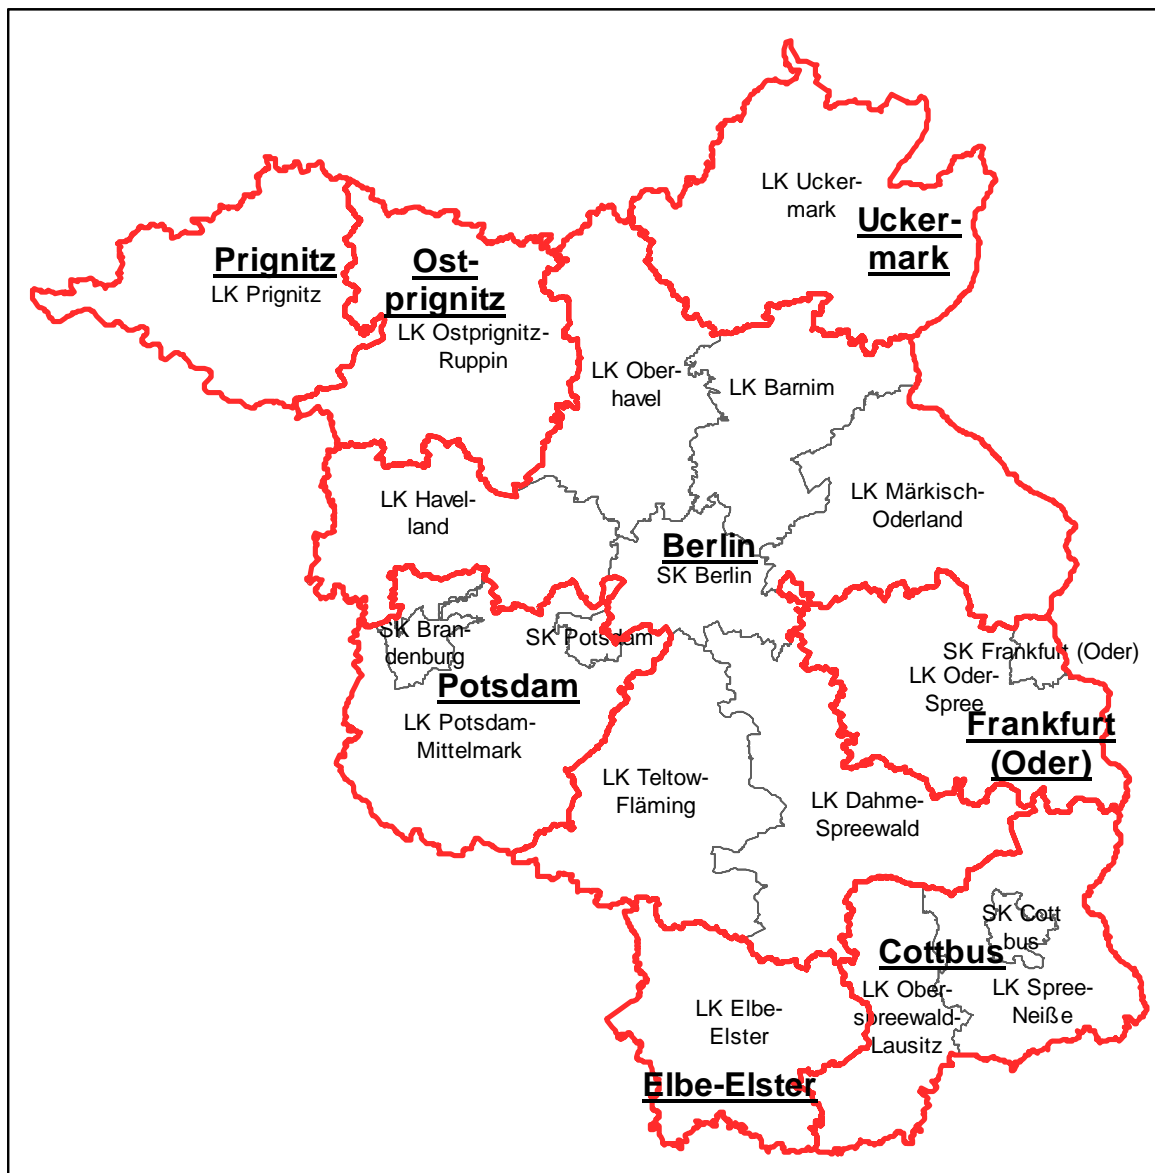 LK Ucker-
mark
Ucker-
mark
Prignitz
LK Prignitz
Ost-
prignitz
LK Ostprignitz-
Ruppin
LK Ober-
havel
LK Barnim
LK Havel-
land
LK Märkisch-
Oderland
Berlin
SK Berlin
SK Bran-
denburg
SK Potsdam
Potsdam
LK Potsdam-
Mittelmark
SK Frankfurt (Oder)
LK Oder-
Spree
Frankfurt
(Oder)
LK Teltow-
Fläming
LK Dahme-
Spreewald
SK Cott
bus
Cottbus
LK Ober-
spreewald-
Lausitz
LK Spree-
Neiße
LK Elbe-
Elster
Elbe-Elster